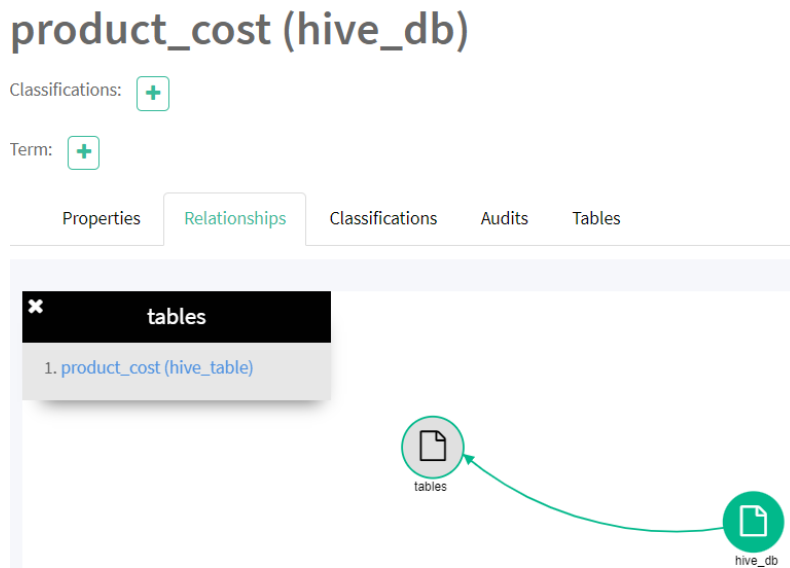 product_cost (hive_db)
Classifications:
Term:
Properties Relationships Classifications Audits Tables
tables
1. product_cost (hive_table)
tables
hive_db